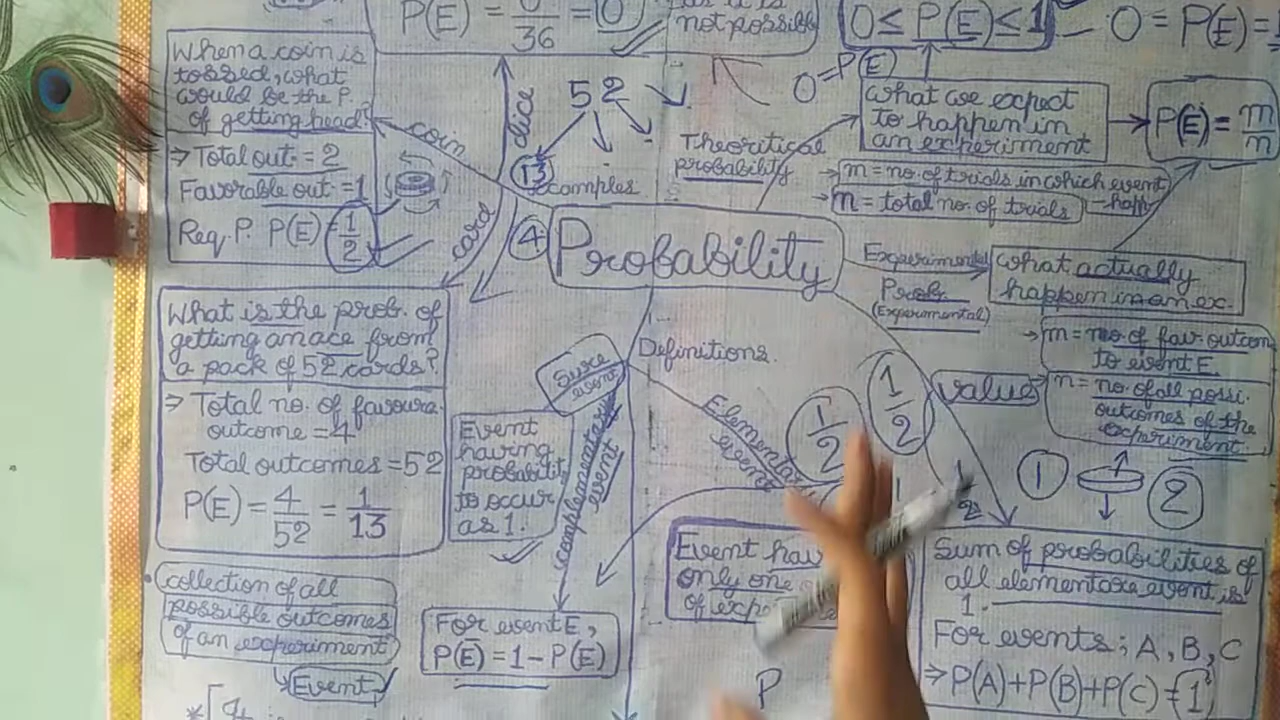 P(E) = 0/36 = 0
not possible
0≤ P(E)≤1
0 = P(E) =
0=P(E)
When a coin is
tossed, what
would be the P.
of getting head?
⇒ Total out = 2
Favorable out = 1
Req. P. P(E) = 1/2
coin
dice
card
52
13
Examples
4
Probability
Theoritical
probability
what we expect
to happen in
an experiment
P(E) = m/n
→ m = no. of trials in which event
happ
→ n = total no. of trials
Experimental
Prob.
(Experimental)
what actually
happen in an ex.
→ m = no. of fav. outcom
to event E.
n = no. of all possi.
outcomes of the
experiment
What is the prob. of
getting an ace from
a pack of 52 cards?
⇒ Total no. of favoura.
outcome = 4
Total outcomes = 52
P(E) = 4/52 = 1/13
Definitions.
Sure
event
Event
having
probabilit
to occur
as 1.
complementary
event
Elementary
event
1/2
1/2
1/2
value
1
2
Event hav
only one
of expe
P
Sum of probabilities of
all elementare event is
1.
For events; A, B, C
⇒ P(A)+P(B)+P(C) = 1
collection of all
possible outcomes
of an experiment
Event
For event E,
P(E̅) = 1 - P(E)